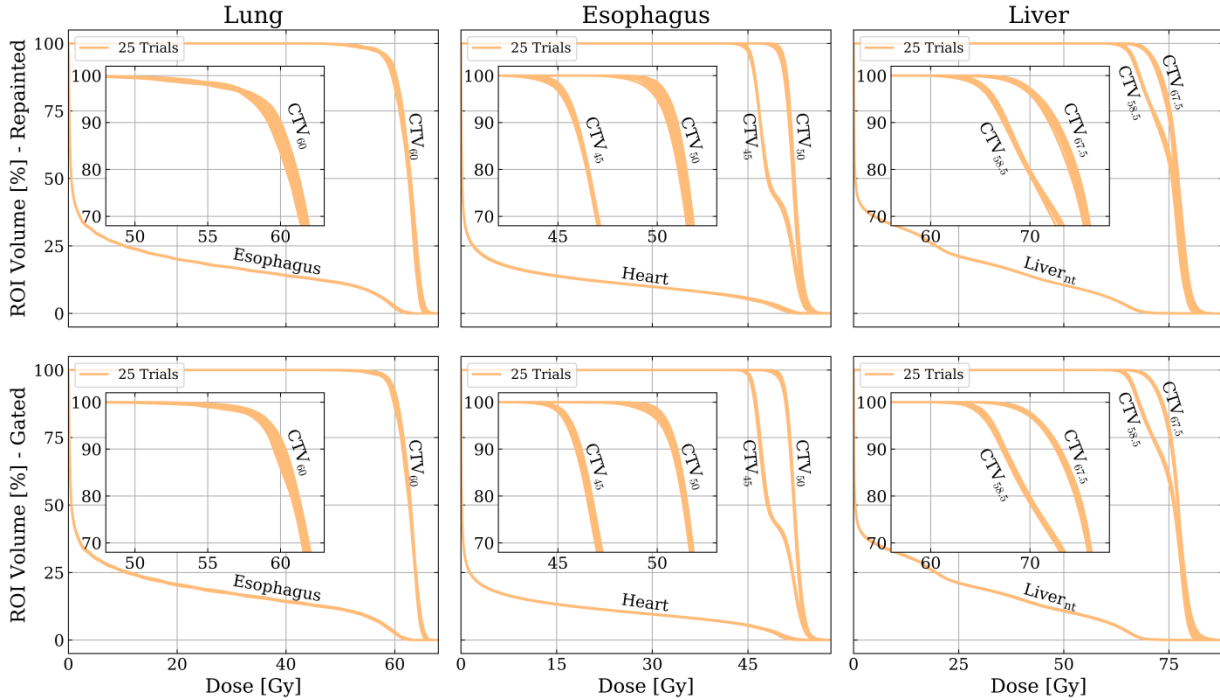 Lung
Esophagus
Liver
ROI Volume [%] - Repainted
100
75
50
25
0
25 Trials
100
90
80
70
50
55
60
CTV60
CTV60
Esophagus
25 Trials
100
90
80
70
45
50
CTV45
CTV50
CTV45
CTV50
Heart
25 Trials
100
90
80
70
60
70
CTV58.5
CTV67.5
CTV58.5
CTV67.5
Livernt
ROI Volume [%] - Gated
100
75
50
25
0
25 Trials
100
90
80
70
50
55
60
CTV60
CTV60
Esophagus
0
20
40
60
Dose [Gy]
25 Trials
100
90
80
70
45
50
CTV45
CTV50
CTV45
CTV50
Heart
0
15
30
45
Dose [Gy]
25 Trials
100
90
80
70
60
70
CTV58.5
CTV67.5
CTV58.5
CTV67.5
Livernt
0
25
50
75
Dose [Gy]